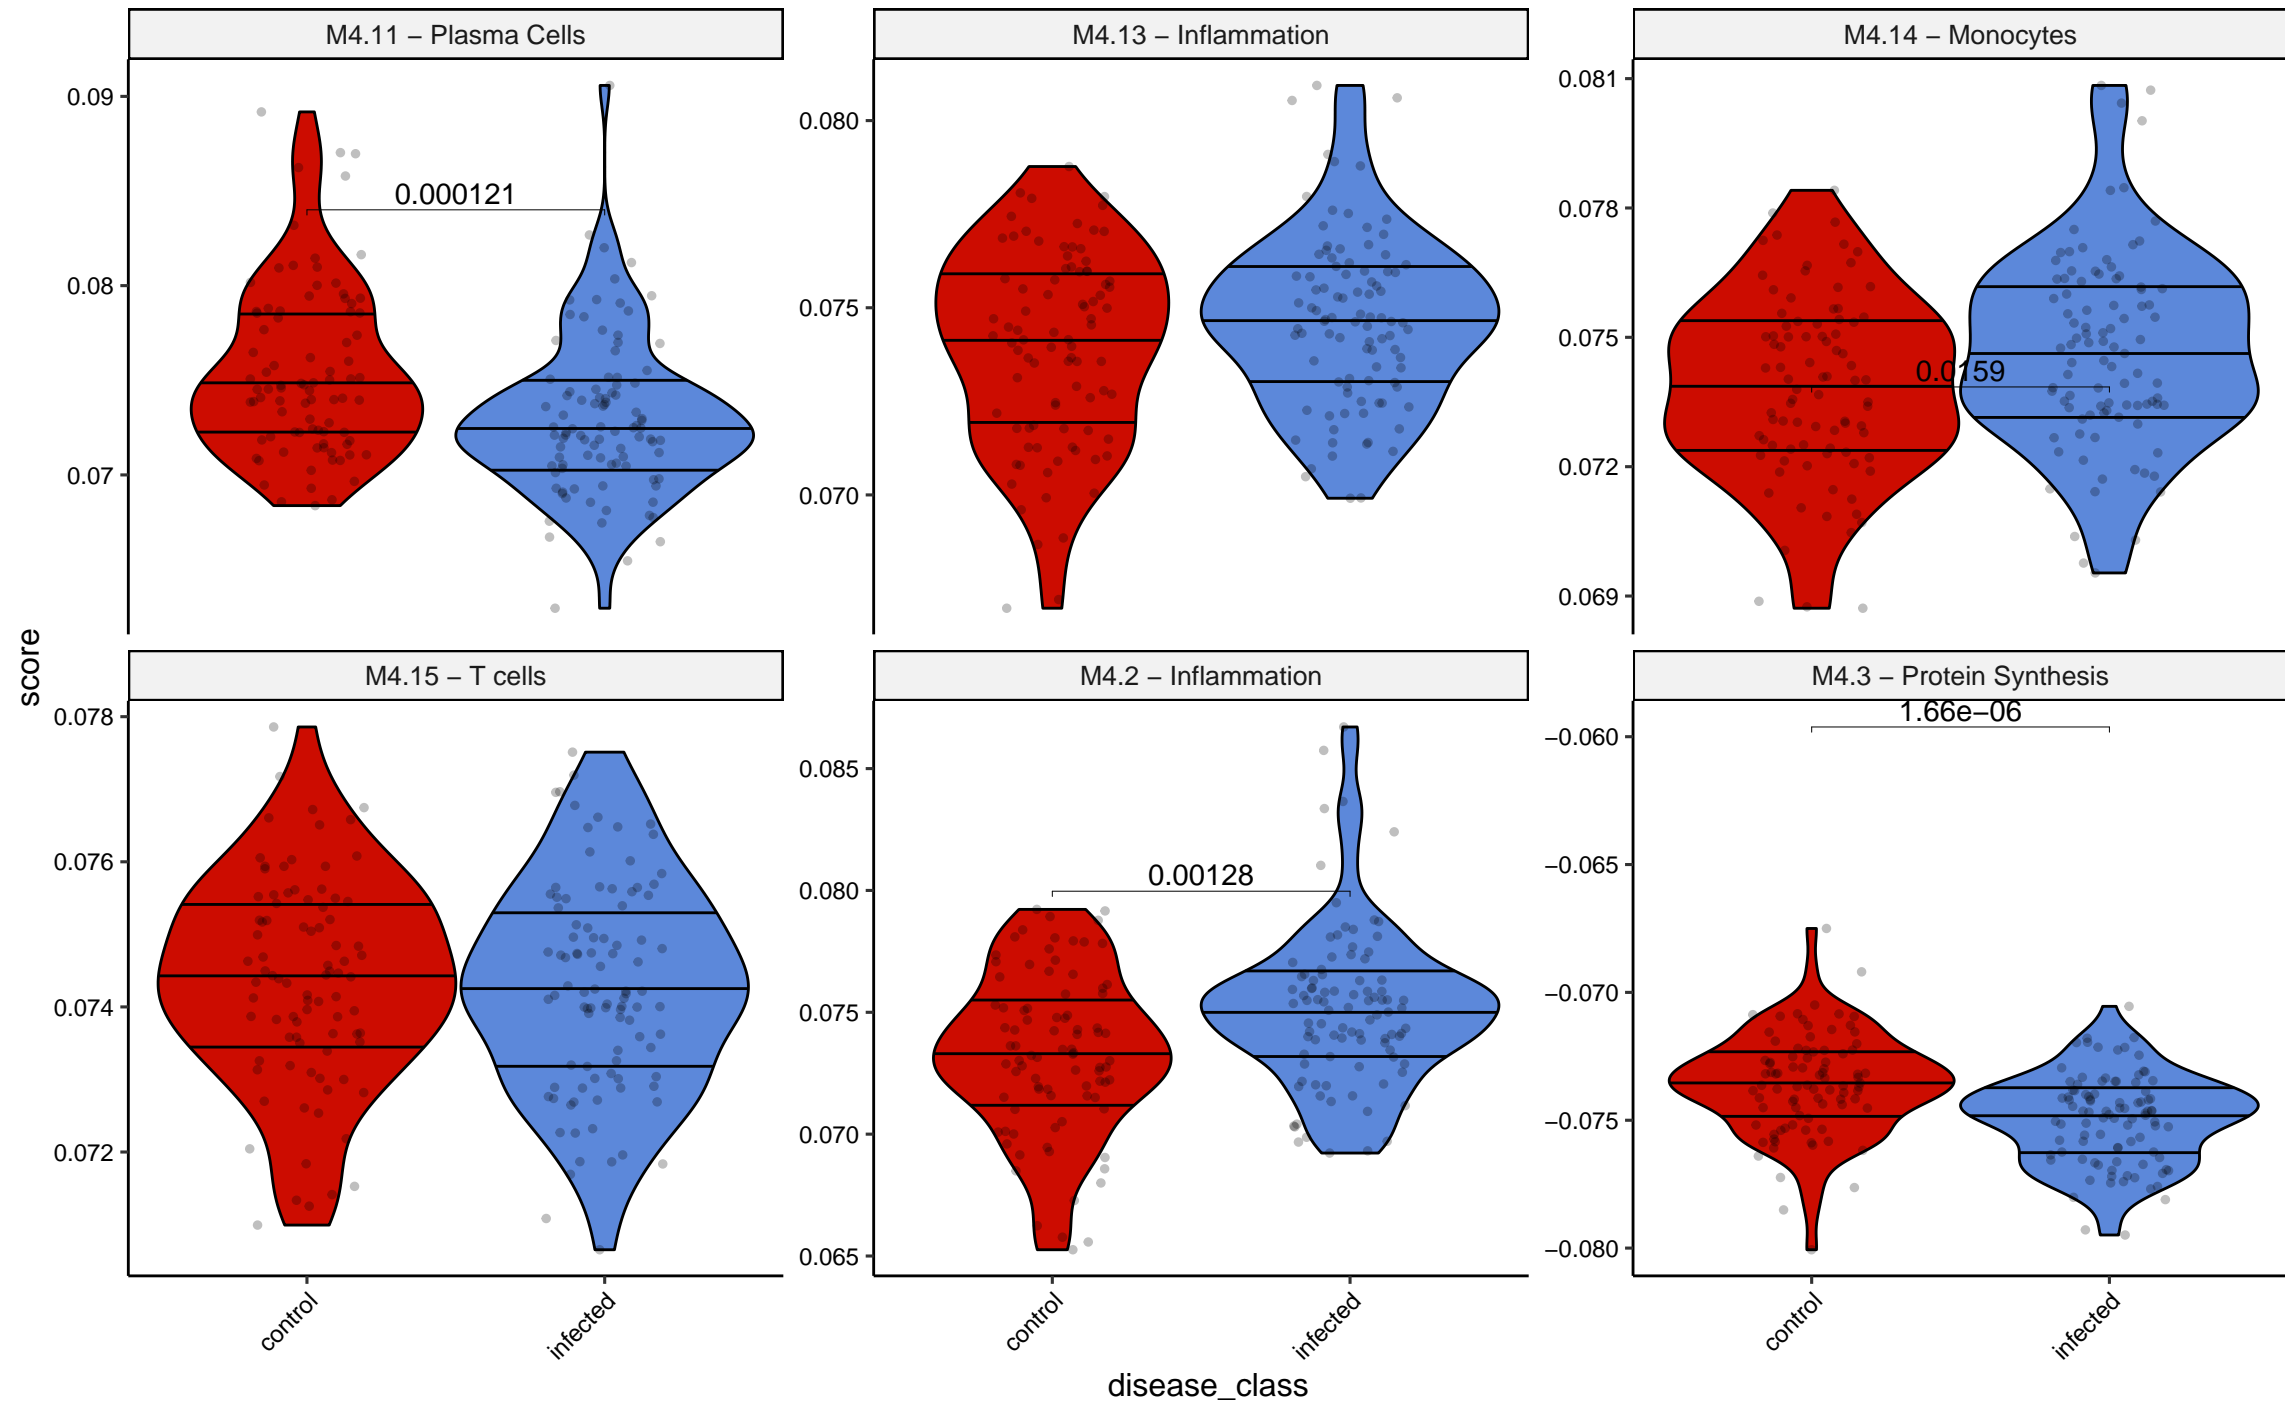 M4.11 – Plasma Cells
M4.13 – Inflammation
M4.14 – Monocytes
0.09
0.08
0.07
0.000121
0.080
0.075
0.070
0.081
0.078
0.075
0.072
0.069
0.0159
score
M4.15 – T cells
M4.2 – Inflammation
M4.3 – Protein Synthesis
0.078
0.076
0.074
0.072
0.085
0.080
0.075
0.070
0.065
0.00128
−0.060
−0.065
−0.070
−0.075
−0.080
1.66e−06
control
infected
control
infected
control
infected
disease_class